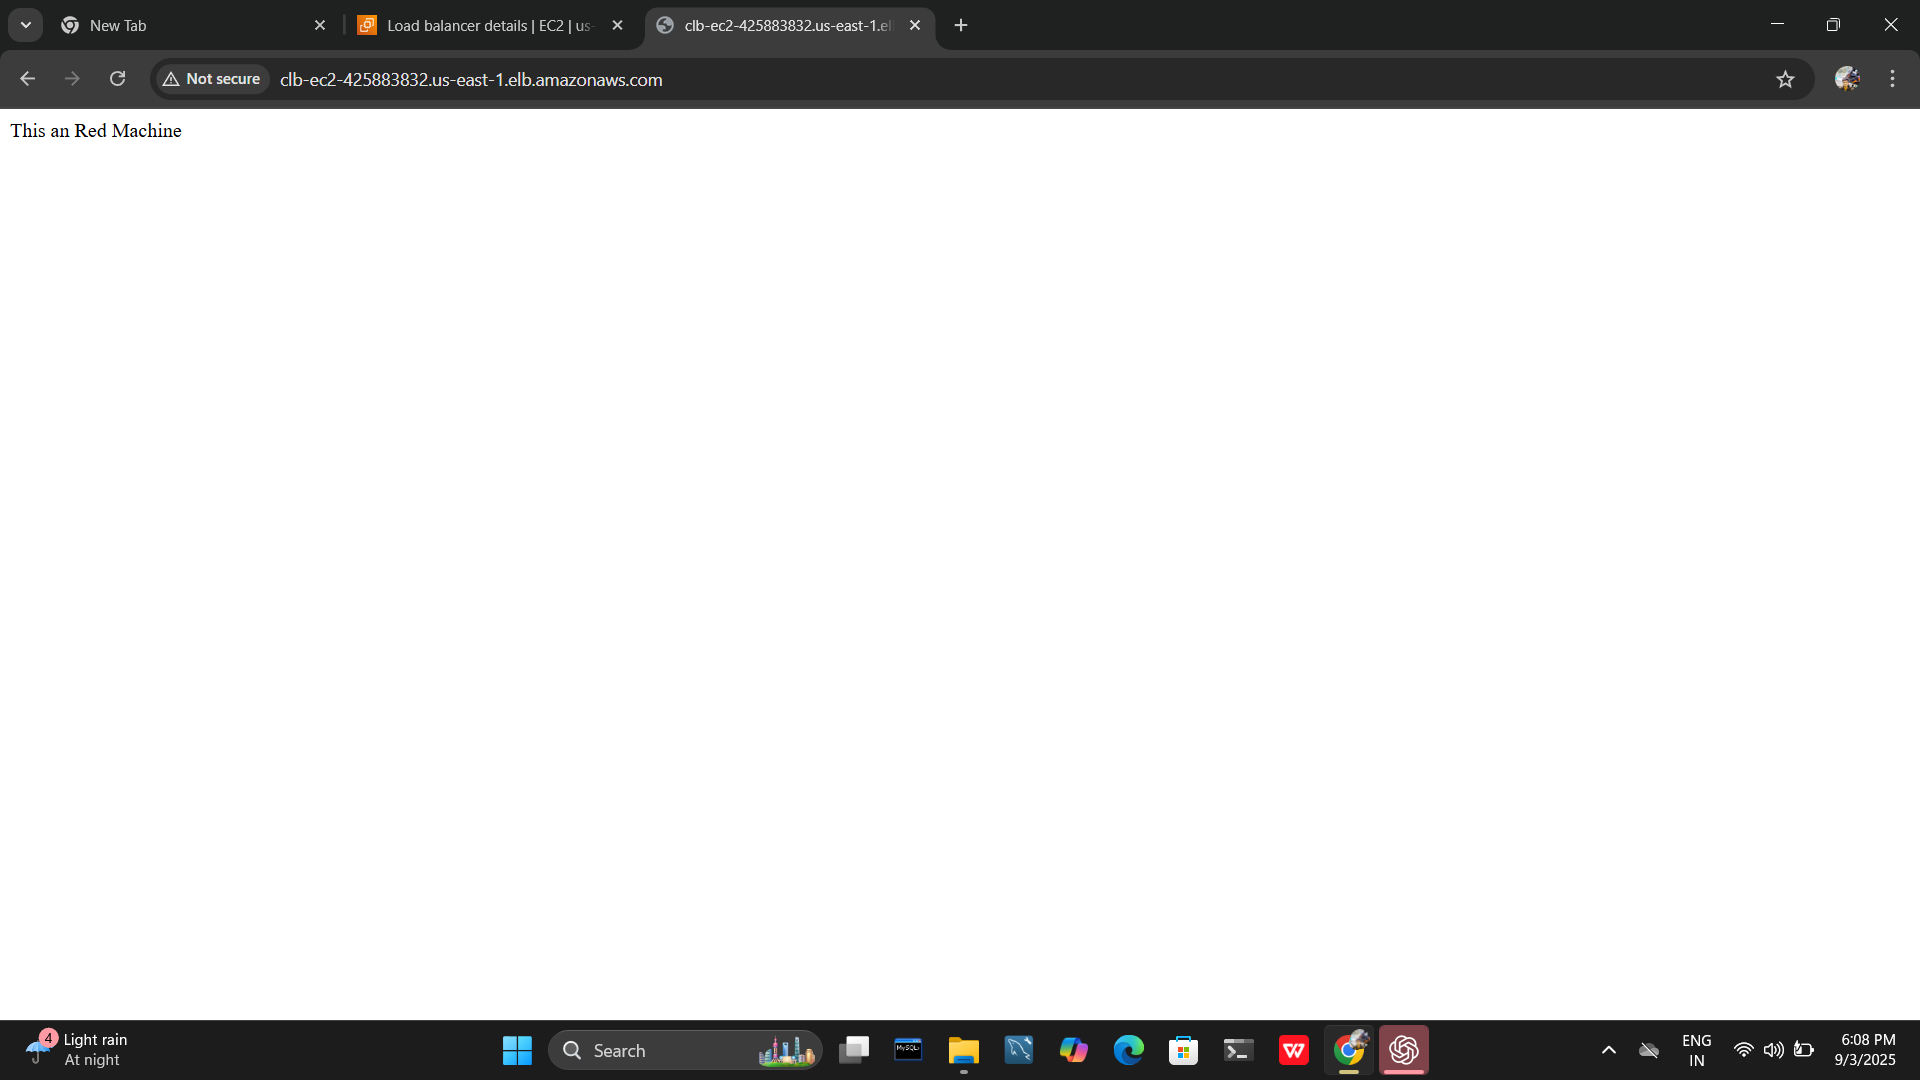 New Tab
Load balancer details | EC2 | us-
clb-ec2-425883832.us-east-1.el
Not secure
clb-ec2-425883832.us-east-1.elb.amazonaws.com
This an Red Machine
4
Light rain
At night
Search
MySQL
W
ENG
IN
6:08 PM
9/3/2025